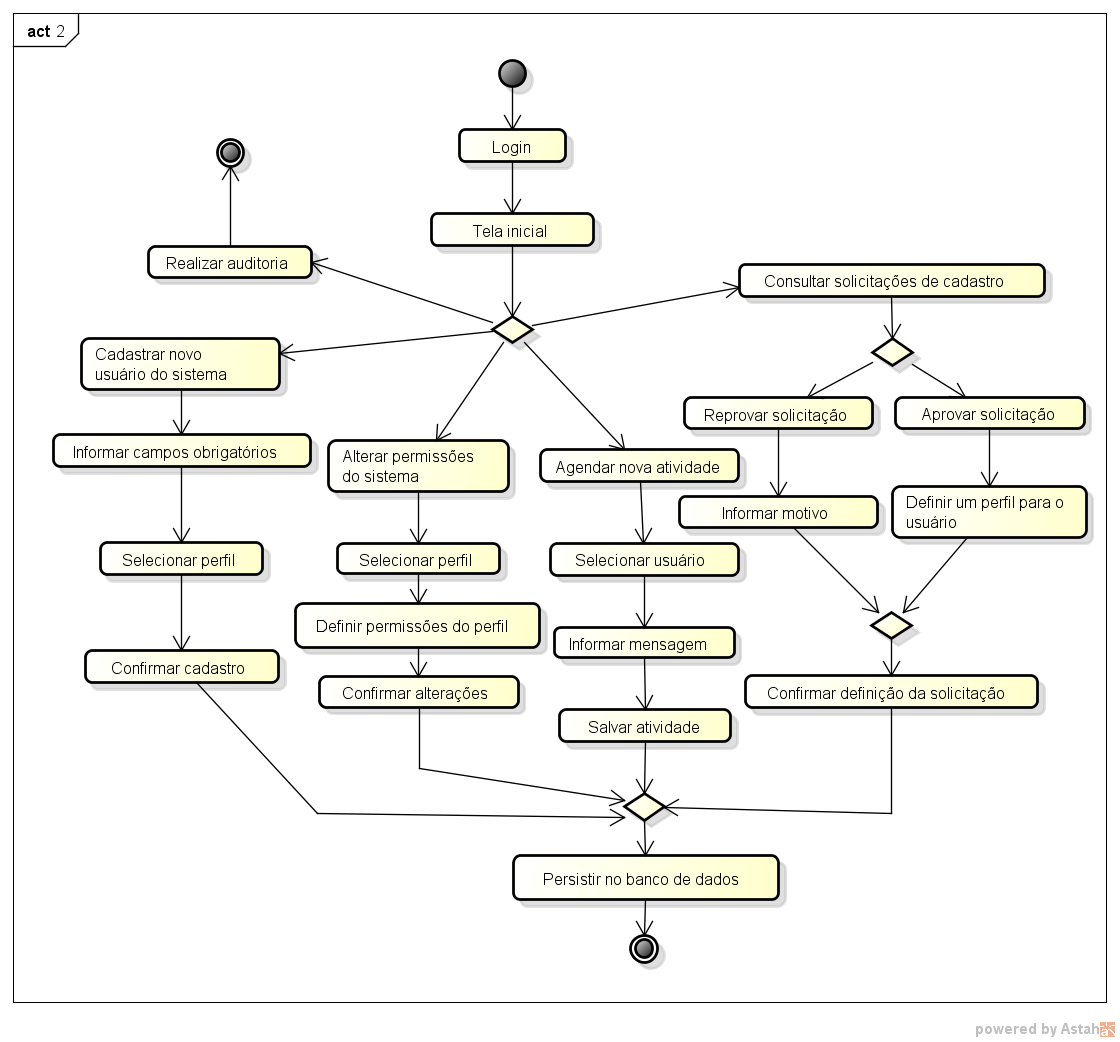 act 2
Login
Tela inicial
Realizar auditoria
Consultar solicitações de cadastro
Cadastrar novo
usuário do sistema
Reprovar solicitação
Aprovar solicitação
Informar campos obrigatórios
Alterar permissões
do sistema
Agendar nova atividade
Informar motivo
Definir um perfil para o
usuário
Selecionar perfil
Selecionar perfil
Selecionar usuário
Definir permissões do perfil
Informar mensagem
Confirmar cadastro
Confirmar alterações
Confirmar definição da solicitação
Salvar atividade
Persistir no banco de dados
powered by Astah